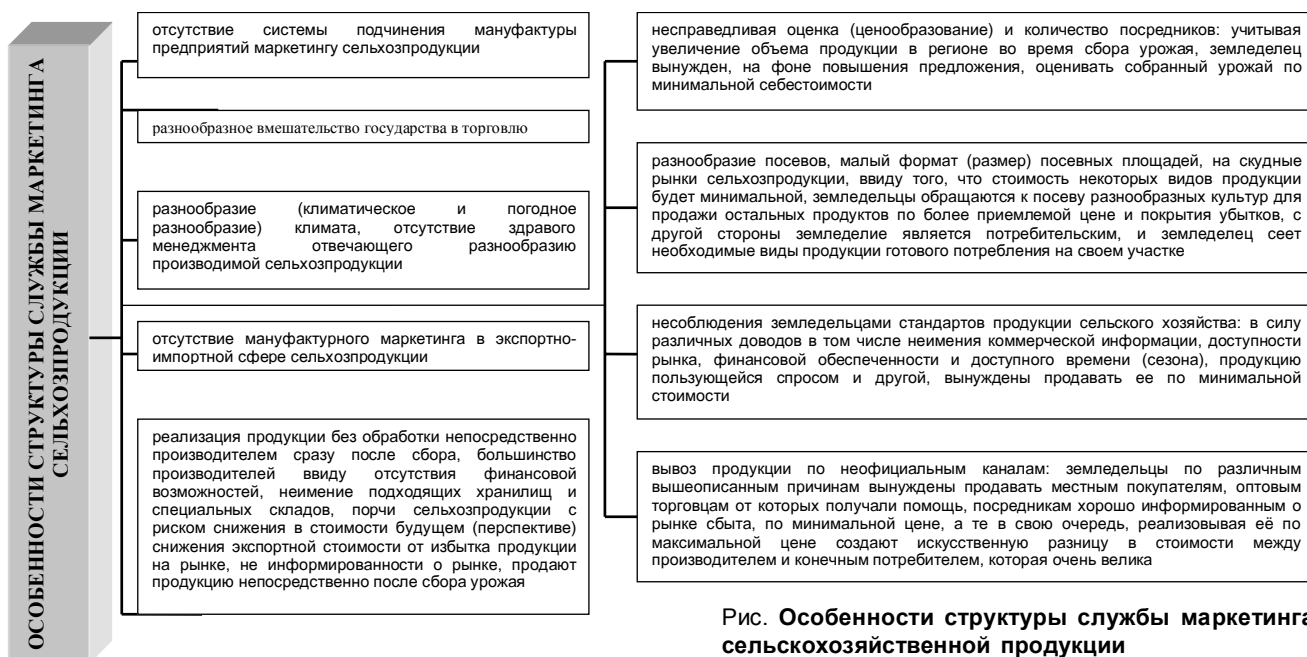 ОСОБЕННОСТИ СТРУКТУРЫ СЛУЖБЫ МАРКЕТИНГА
СЕЛЬХОЗПРОДУКЦИИ
отсутствие системы подчинения мануфактуры
предприятий маркетингу сельхозпродукции
разнообразное вмешательство государства в торговлю
разнообразие (климатическое и погодное
разнообразие) климата, отсутствие здравого
менеджмента отвечающего разнообразию
производимой сельхозпродукции
отсутствие мануфактурного маркетинга в экспортно-
импортной сфере сельхозпродукции
реализация продукции без обработки непосредственно
производителем сразу после сбора, большинство
производителей ввиду отсутствия финансовой
возможностей, неимение подходящих хранилищ и
специальных складов, порчи сельхозпродукции с
риском снижения в стоимости будущем (перспективе)
снижения экспортной стоимости от избытка продукции
на рынке, не информированности о рынке, продают
продукцию непосредственно после сбора урожая
несправедливая оценка (ценообразование) и количество посредников: учитывая
увеличение объема продукции в регионе во время сбора урожая, земледелец
вынужден, на фоне повышения предложения, оценивать собранный урожай по
минимальной себестоимости
разнообразие посевов, малый формат (размер) посевных площадей, на скудные
рынки сельхозпродукции, ввиду того, что стоимость некоторых видов продукции
будет минимальной, земледельцы обращаются к посеву разнообразных культур для
продажи остальных продуктов по более приемлемой цене и покрытия убытков, с
другой стороны земледелие является потребительским, и земледелец сеет
необходимые виды продукции готового потребления на своем участке
несоблюдения земледельцами стандартов продукции сельского хозяйства: в силу
различных доводов в том числе неимения коммерческой информации, доступности
рынка, финансовой обеспеченности и доступного времени (сезона), продукцию
пользующейся спросом и другой, вынуждены продавать ее по минимальной
стоимости
вывоз продукции по неофициальным каналам: земледельцы по различным
вышеописанным причинам вынуждены продавать местным покупателям, оптовым
торговцам от которых получали помощь, посредникам хорошо информированным о
рынке сбыта, по минимальной цене, а те в свою очередь, реализовывая её по
максимальной цене создают искусственную разницу в стоимости между
производителем и конечным потребителем, которая очень велика
Рис. Особенности структуры службы маркетинга
сельскохозяйственной продукции